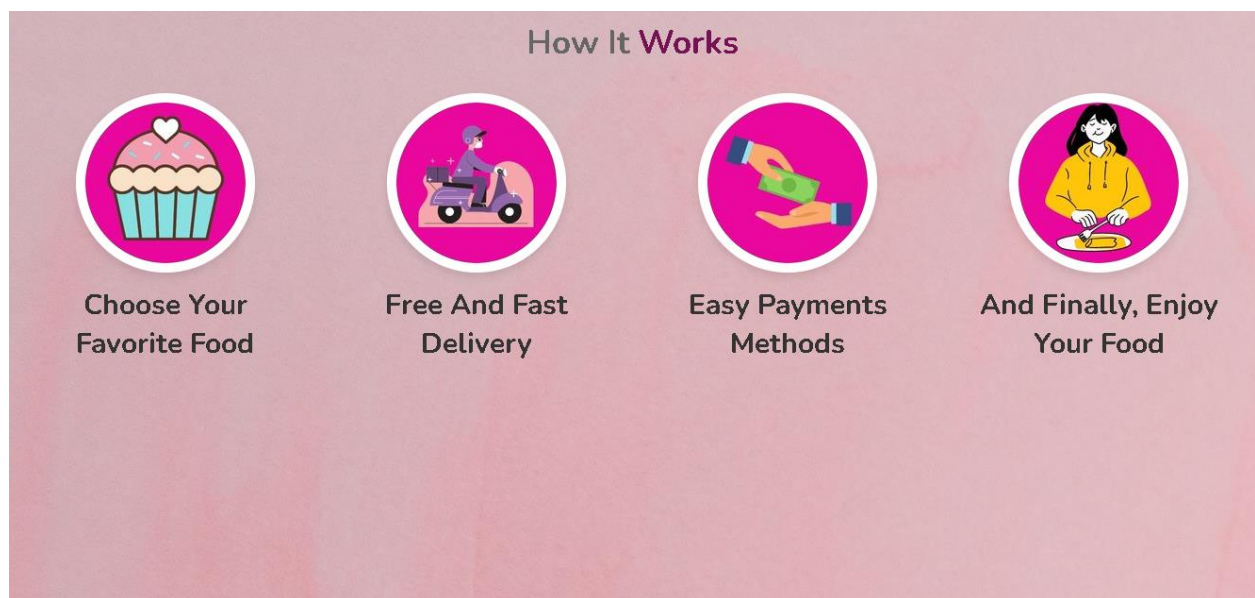 How It Works
Choose Your
Favorite Food
Free And Fast
Delivery
Easy Payments
Methods
And Finally, Enjoy
Your Food